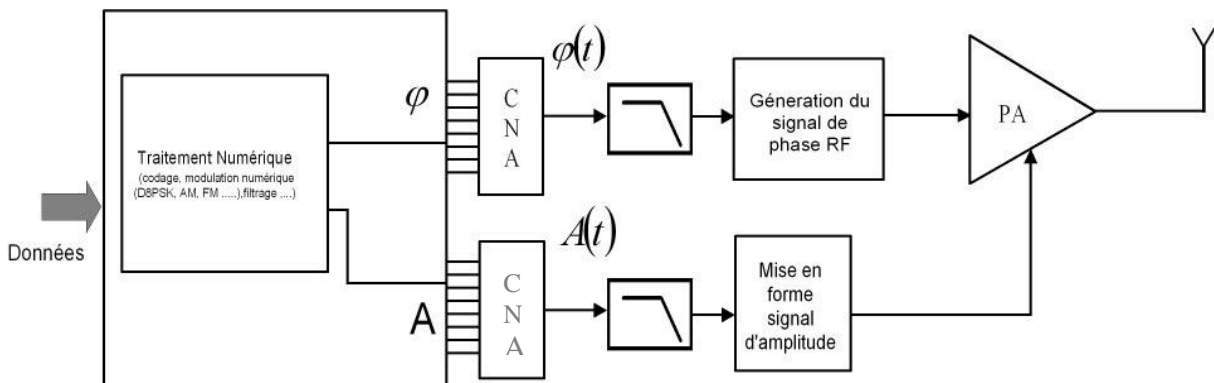 Données
Traitement Numérique
(codage, modulation numérique
(D8PSK, AM, FM .....),filtrage ....)
φ
A
C
N
A
φ(t)
Géneration du
signal de
phase RF
PA
C
N
A
A(t)
Mise en
forme
signal
d'amplitude